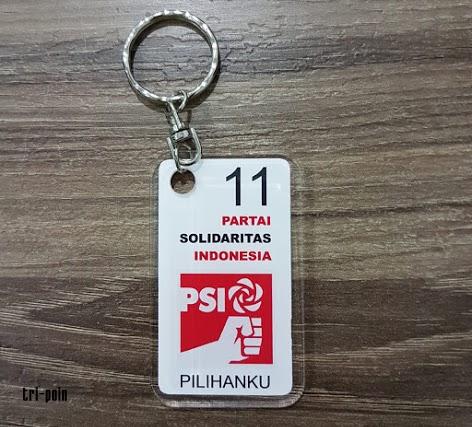 11
PARTAI
SOLIDARITAS
INDONESIA
PSI
PILIHANKU
tri-poin